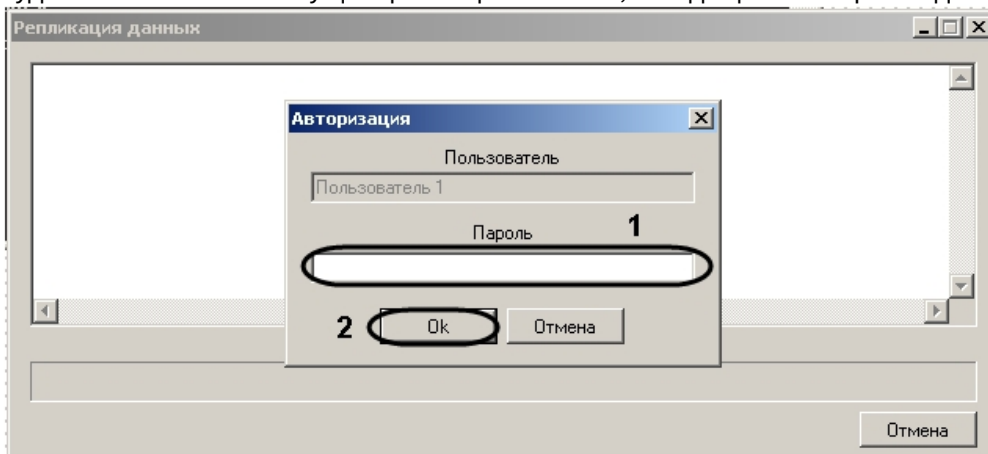 Репликация данных
Авторизация
Пользователь
Пользователь 1
Пароль
1
2
Ok
Отмена
Отмена